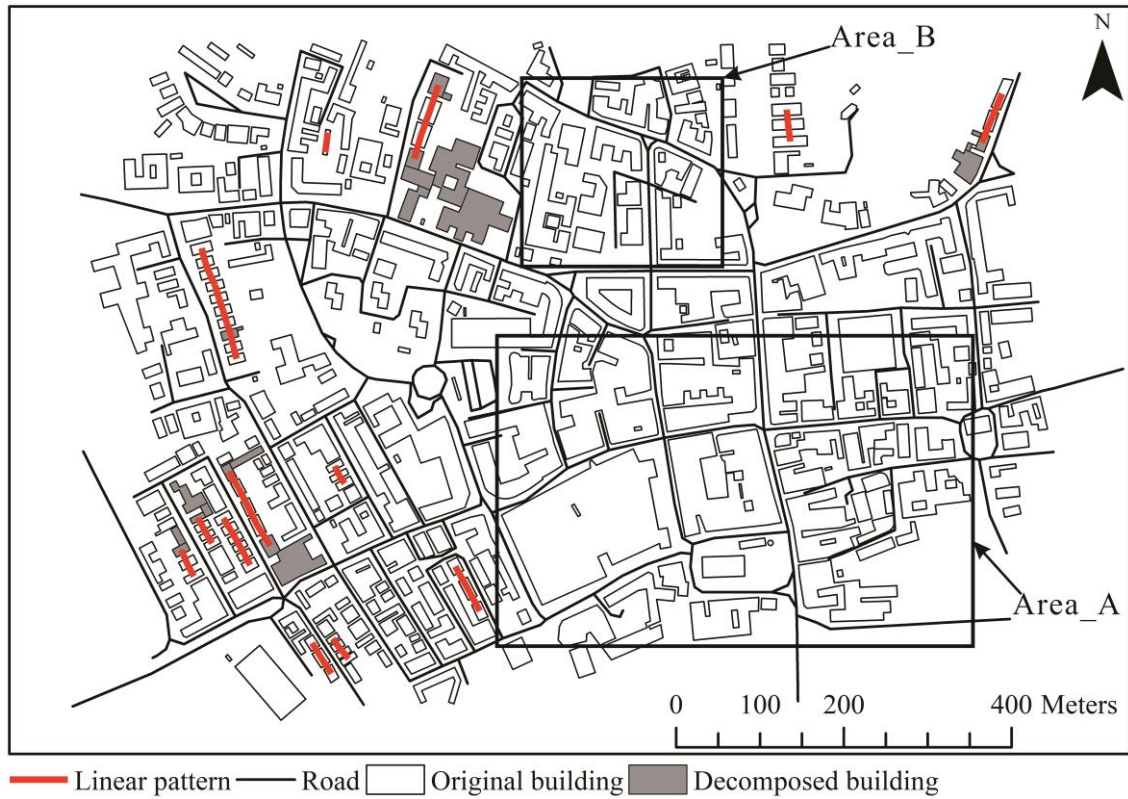 Area_B
N
Area_A
0 100 200 400 Meters
Linear pattern Road Original building Decomposed building